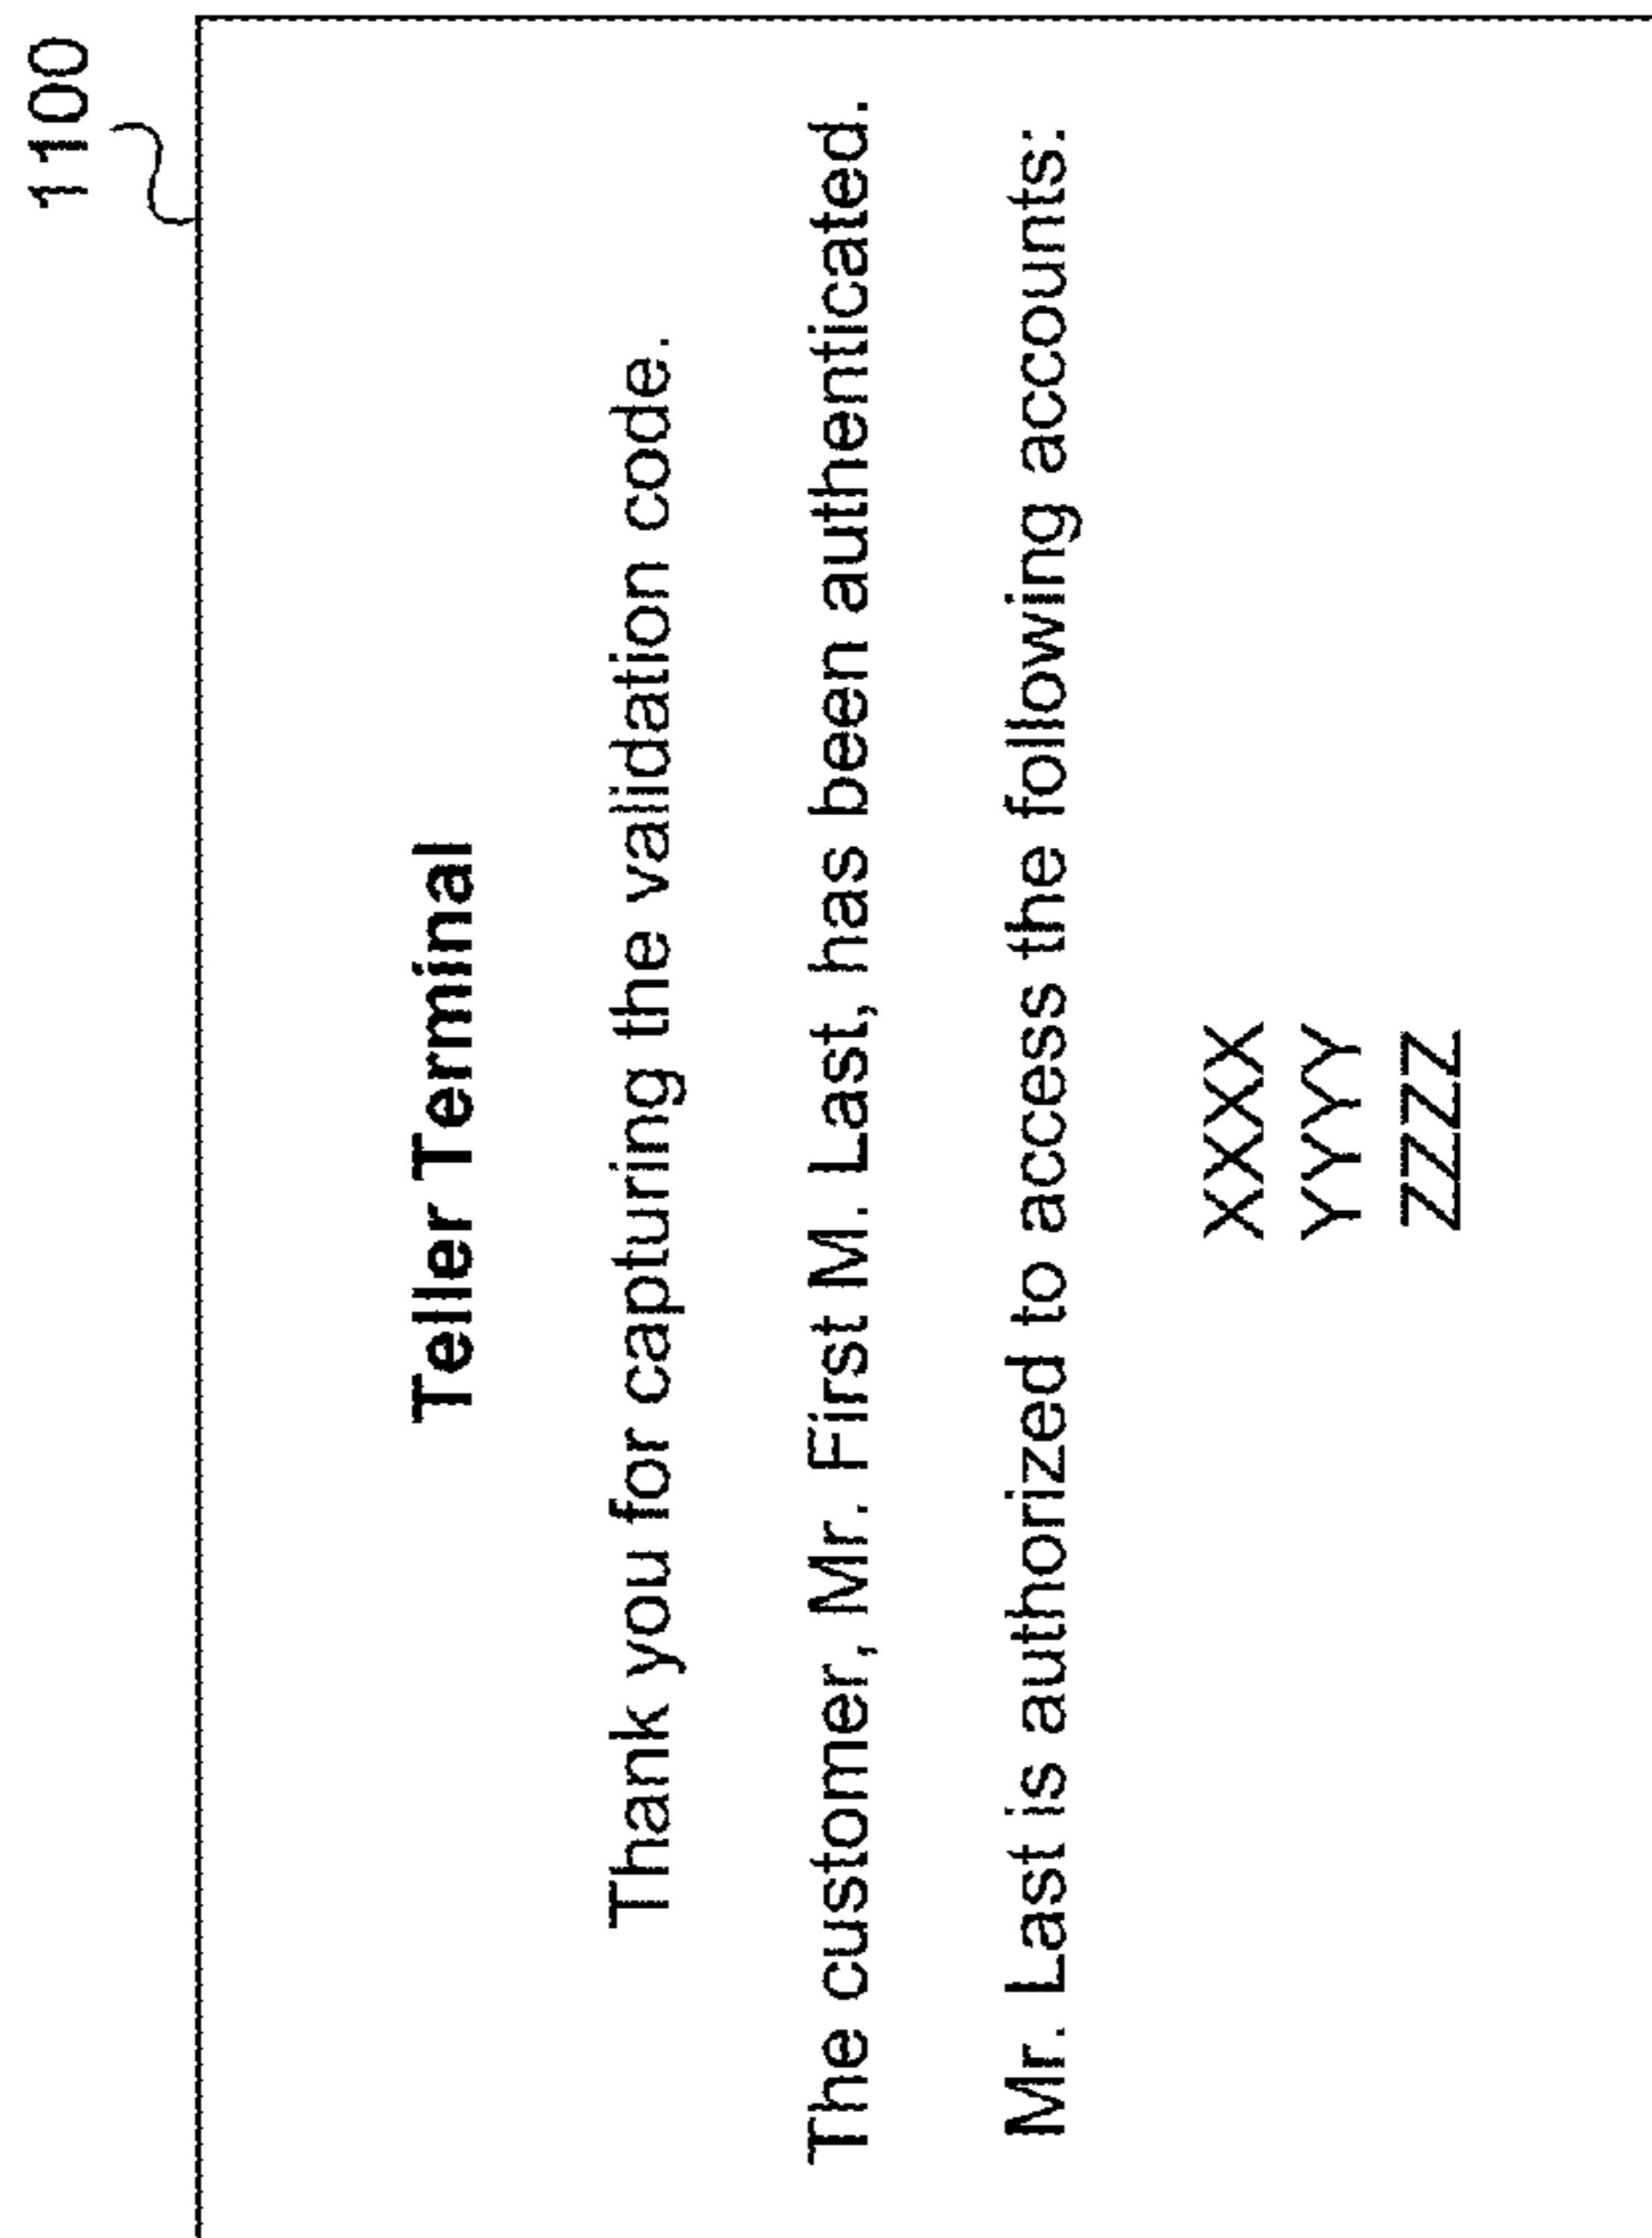 1100
Teller Terminal
Thank you for capturing the validation code.
The customer, Mr. First M. Last, has been authenticated.
Mr. Last is authorized to access the following accounts:
XXXX
YYYY
ZZZZ